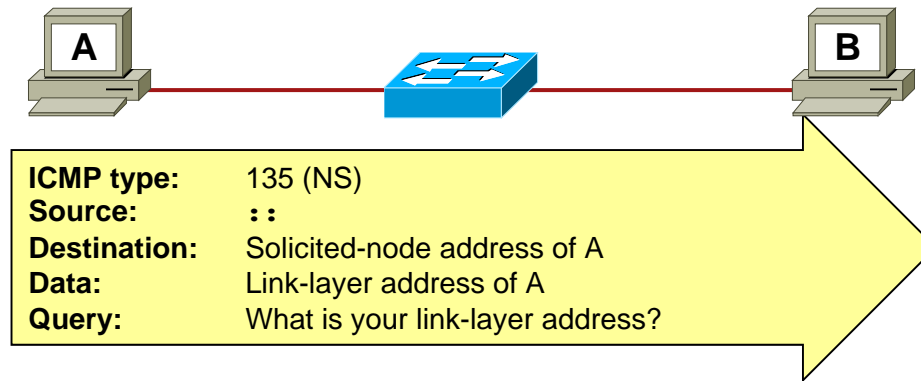 A
B
ICMP type: 135 (NS)
Source: ::
Destination: Solicited-node address of A
Data: Link-layer address of A
Query: What is your link-layer address?